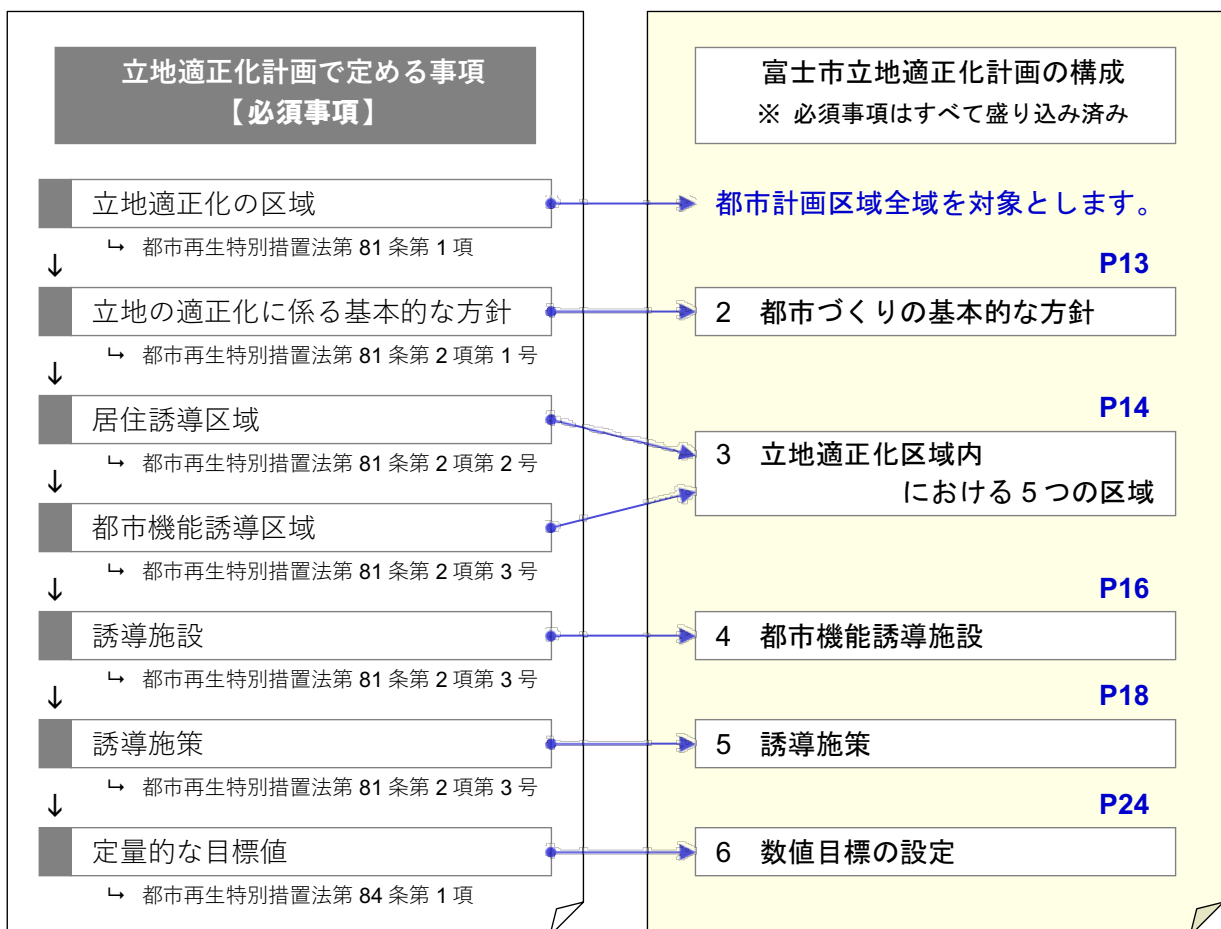 立地適正化計画で定める事項
【必須事項】
立地適正化の区域
↳ 都市再生特別措置法第 81 条第 1 項
↓
立地の適正化に係る基本的な方針
↳ 都市再生特別措置法第 81 条第 2 項第 1 号
↓
居住誘導区域
↳ 都市再生特別措置法第 81 条第 2 項第 2 号
↓
都市機能誘導区域
↳ 都市再生特別措置法第 81 条第 2 項第 3 号
↓
誘導施設
↳ 都市再生特別措置法第 81 条第 2 項第 3 号
↓
誘導施策
↳ 都市再生特別措置法第 81 条第 2 項第 3 号
↓
定量的な目標値
↳ 都市再生特別措置法第 84 条第 1 項
富士市立地適正化計画の構成
※ 必須事項はすべて盛り込み済み
都市計画区域全域を対象とします。
P13
2 都市づくりの基本的な方針
P14
3 立地適正化区域内
における 5 つの区域
P16
4 都市機能誘導施設
P18
5 誘導施策
P24
6 数値目標の設定